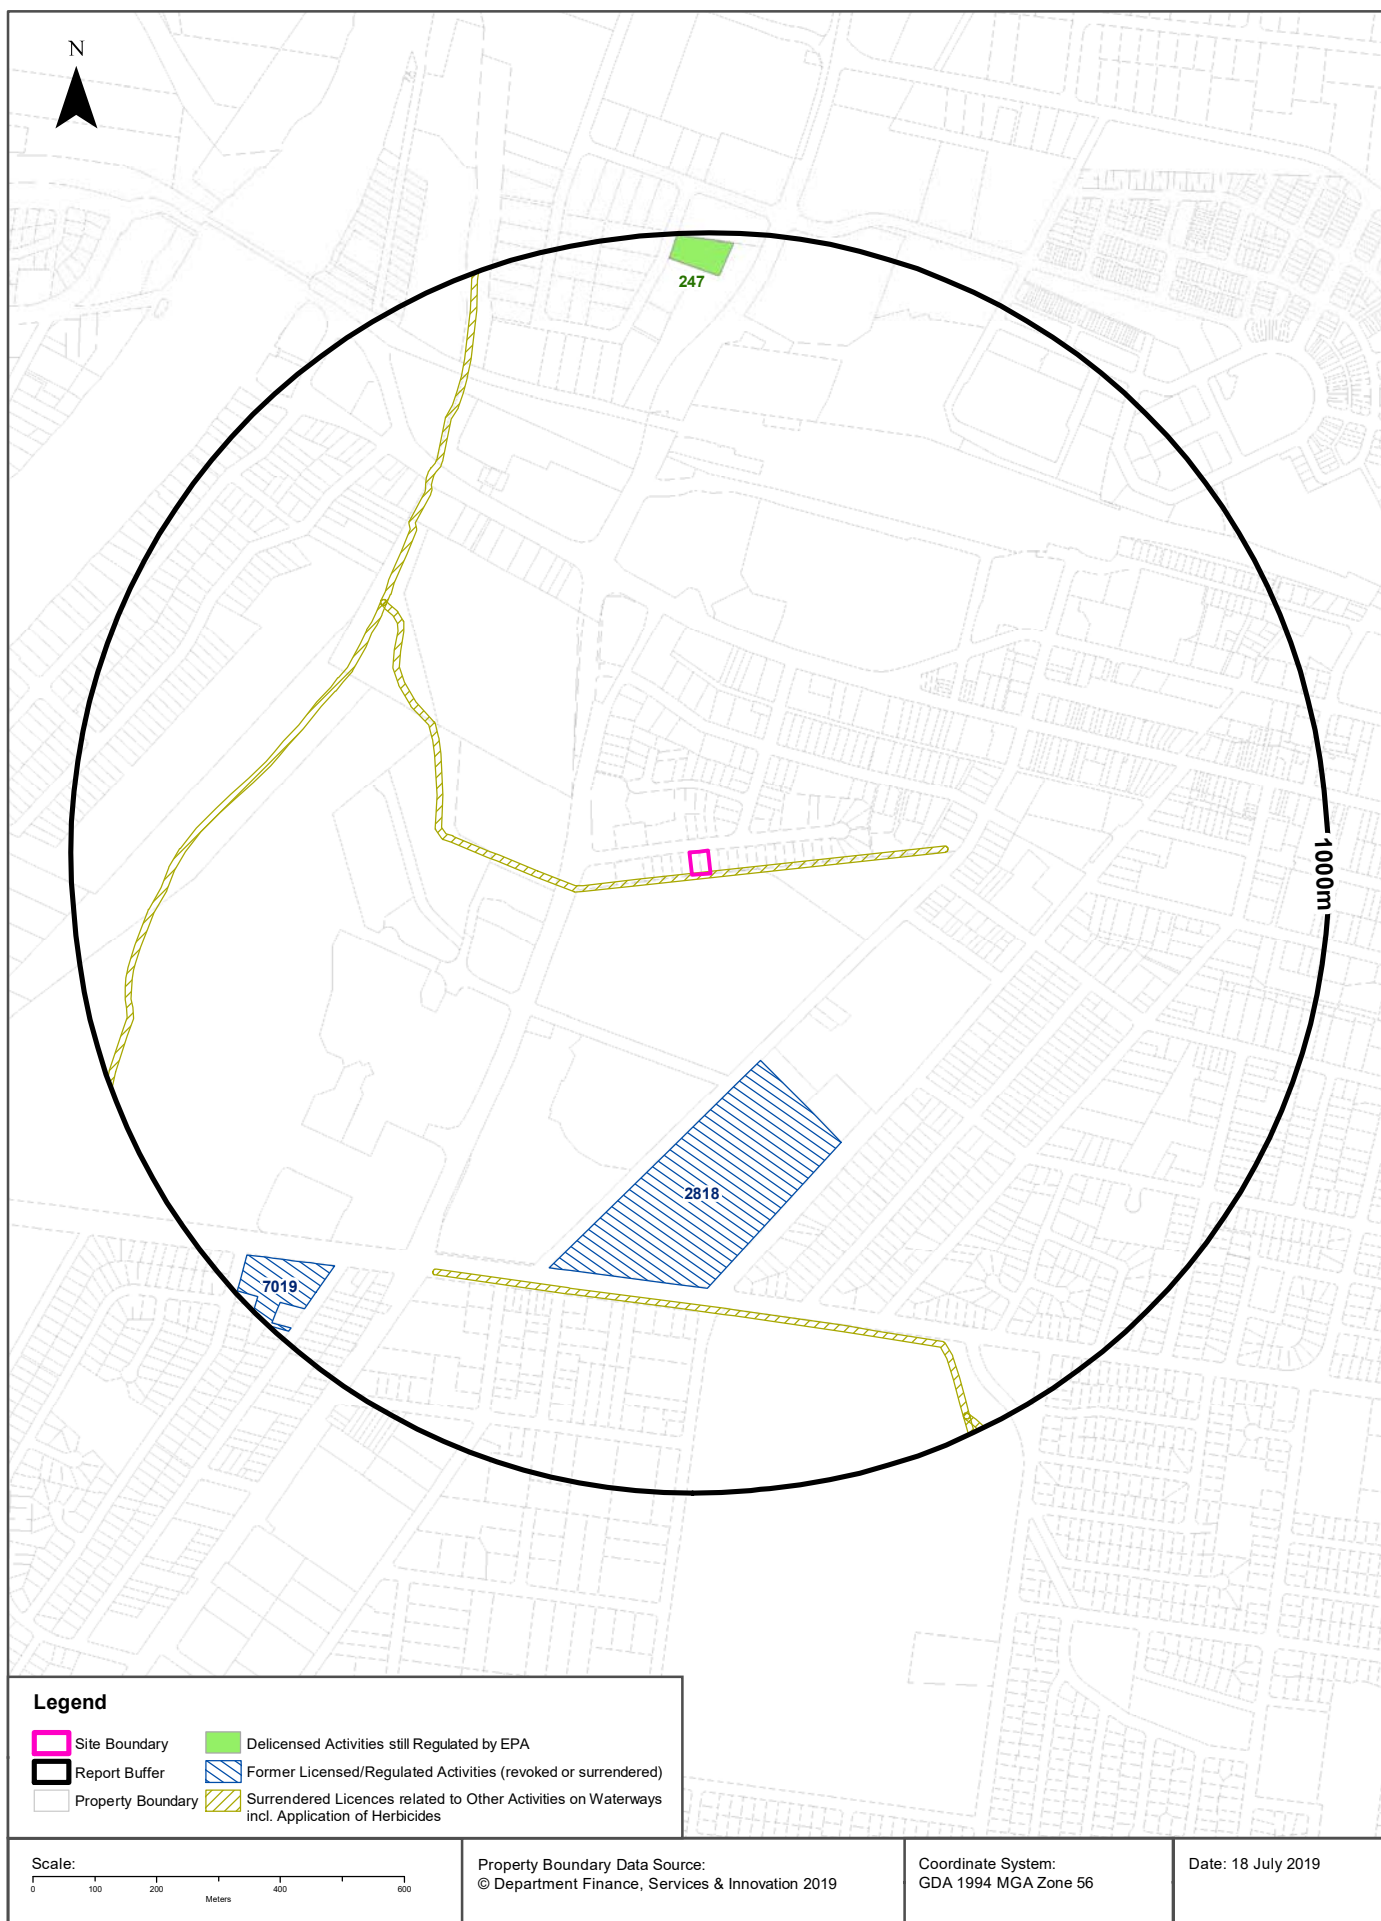 N
247
1000m
2818
7019
Legend
Site Boundary
Report Buffer
Property Boundary
Delicensed Activities still Regulated by EPA
Former Licensed/Regulated Activities (revoked or surrendered)
Surrendered Licences related to Other Activities on Waterways
incl. Application of Herbicides
Scale:
0 100 200 400 600
Meters
Property Boundary Data Source:
© Department Finance, Services & Innovation 2019
Coordinate System:
GDA 1994 MGA Zone 56
Date: 18 July 2019